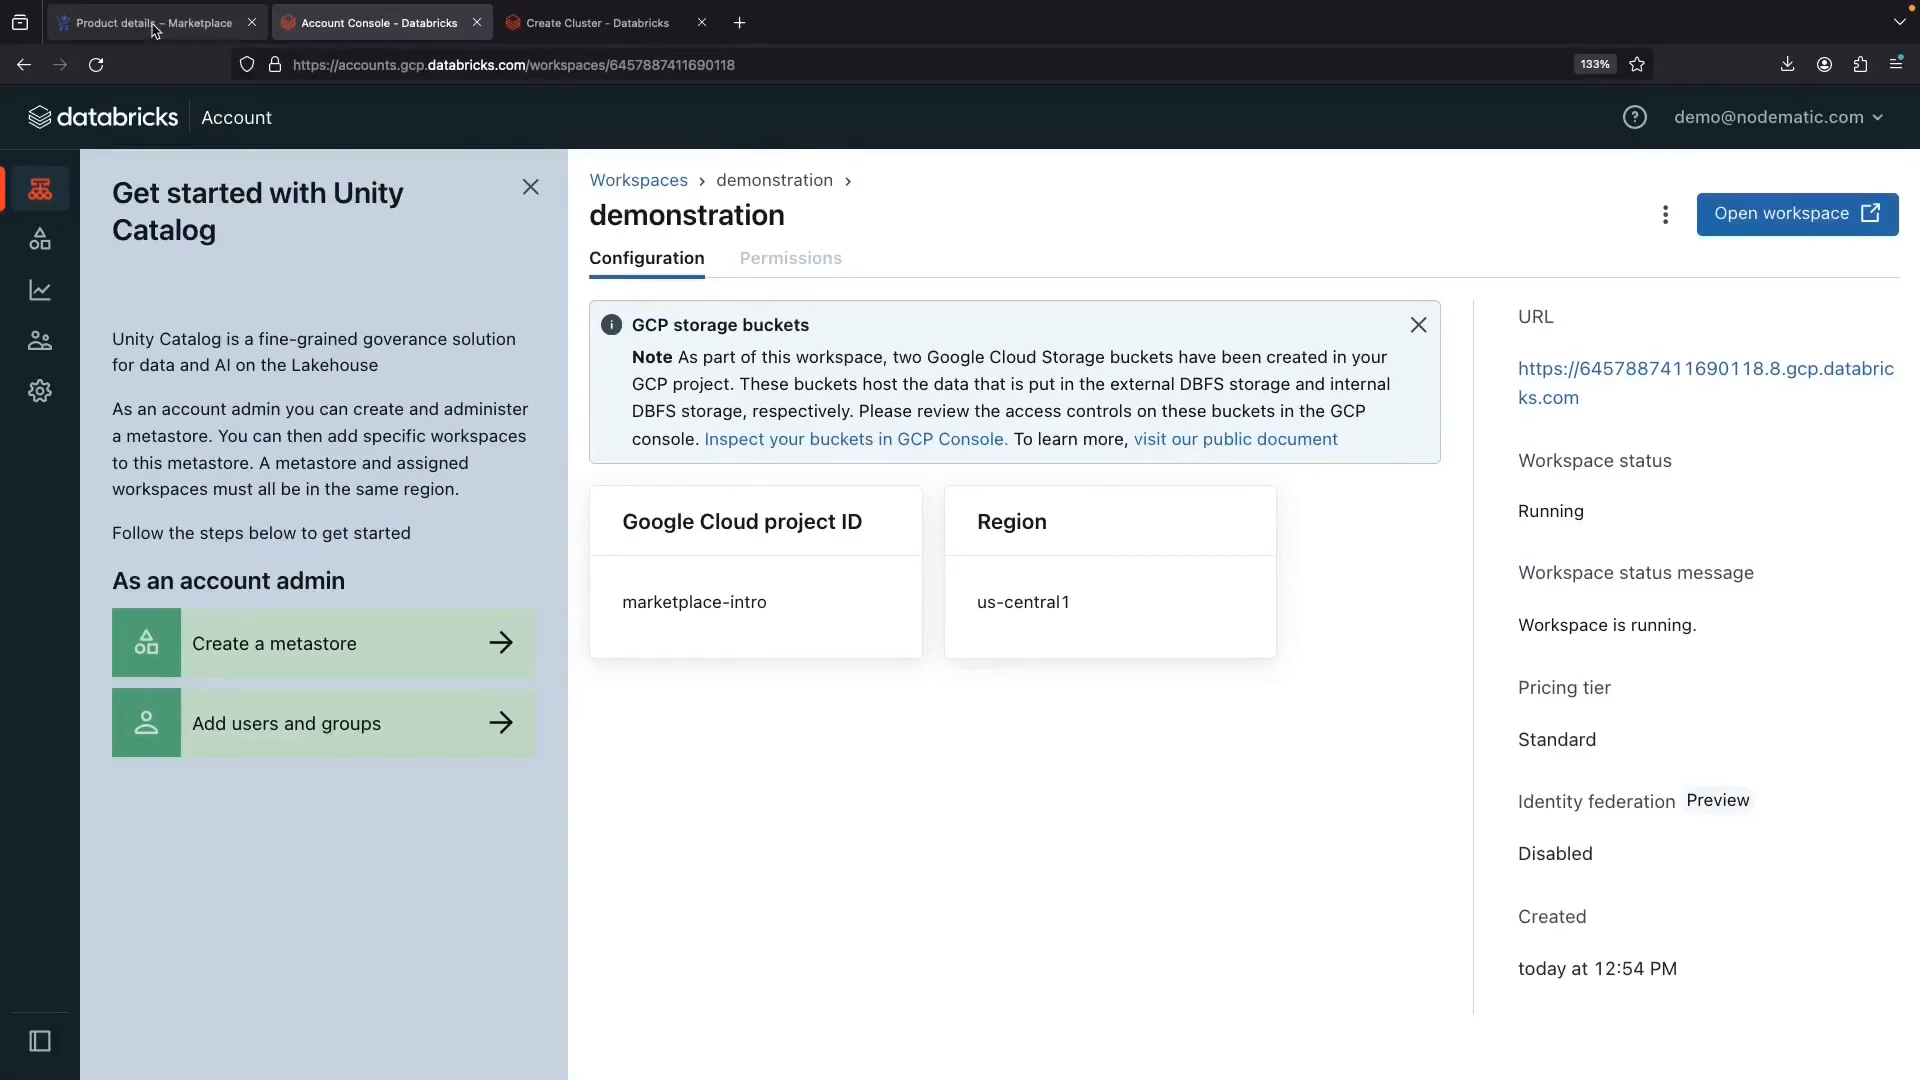 Product details – Marketplace
Account Console - Databricks
Create Cluster - Databricks
https://accounts.gcp.databricks.com/workspaces/6457887411690118
133%
databricks
Account
demo@nodematic.com
Get started with Unity
Catalog
Unity Catalog is a fine-grained goverance solution
for data and AI on the Lakehouse
As an account admin you can create and administer
a metastore. You can then add specific workspaces
to this metastore. A metastore and assigned
workspaces must all be in the same region.
Follow the steps below to get started
As an account admin
Create a metastore
Add users and groups
Workspaces › demonstration ›
demonstration
Open workspace
Configuration
Permissions
GCP storage buckets
Note As part of this workspace, two Google Cloud Storage buckets have been created in your
GCP project. These buckets host the data that is put in the external DBFS storage and internal
DBFS storage, respectively. Please review the access controls on these buckets in the GCP
console. Inspect your buckets in GCP Console. To learn more, visit our public document
Google Cloud project ID
marketplace-intro
Region
us-central1
URL
https://6457887411690118.8.gcp.databric
ks.com
Workspace status
Running
Workspace status message
Workspace is running.
Pricing tier
Standard
Identity federation Preview
Disabled
Created
today at 12:54 PM